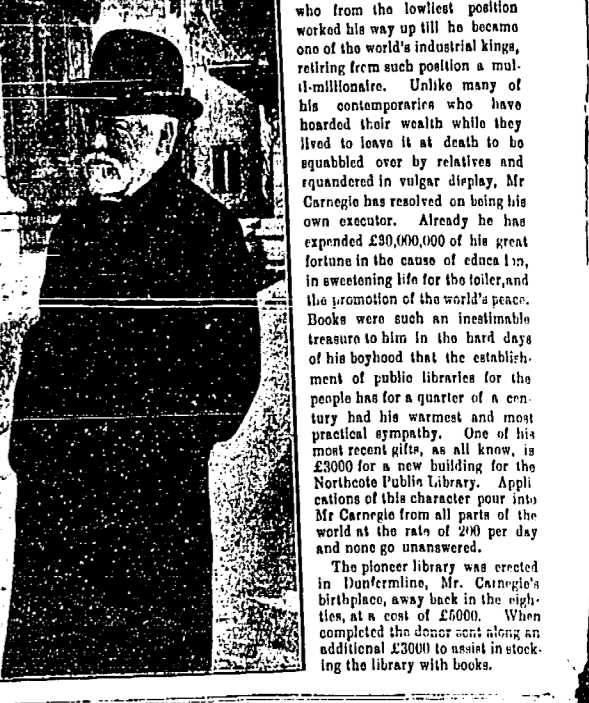 who from the lowliest position
worked his way up till he became
one of the world's industrial kings,
retiring from such position a mul-
ti-millionaire. Unlike many of
his contemporaries who have
hoarded their wealth while they
lived to leave it at death to be
squabbled over by relatives and
squandered in vulgar display, Mr
Carnegie has resolved on being his
own executor. Already he has
expended £30,000,000 of his great
fortune in the cause of educa ion,
in sweetening life for the toiler,and
the promotion of the world's peace.
Books were such an inestimable
treasure to him in the hard days
of his boyhood that the establish-
ment of public libraries for the
people has for a quarter of a cen-
tury had his warmest and most
practical sympathy. One of his
most recent gifts, as all know, is
£3000 for a new building for the
Northcote Public Library. Appli
cations of this character pour into
Mr Carnegie from all parts of the
world at the rate of 200 per day
and none go unanswered.
The pioneer library was erected
in Dunfermline, Mr. Carnegie's
birthplace, away back in the eigh-
ties, at a cost of £5000. When
completed the donor sent along an
additional £3000 to assist in stock-
ing the library with books.